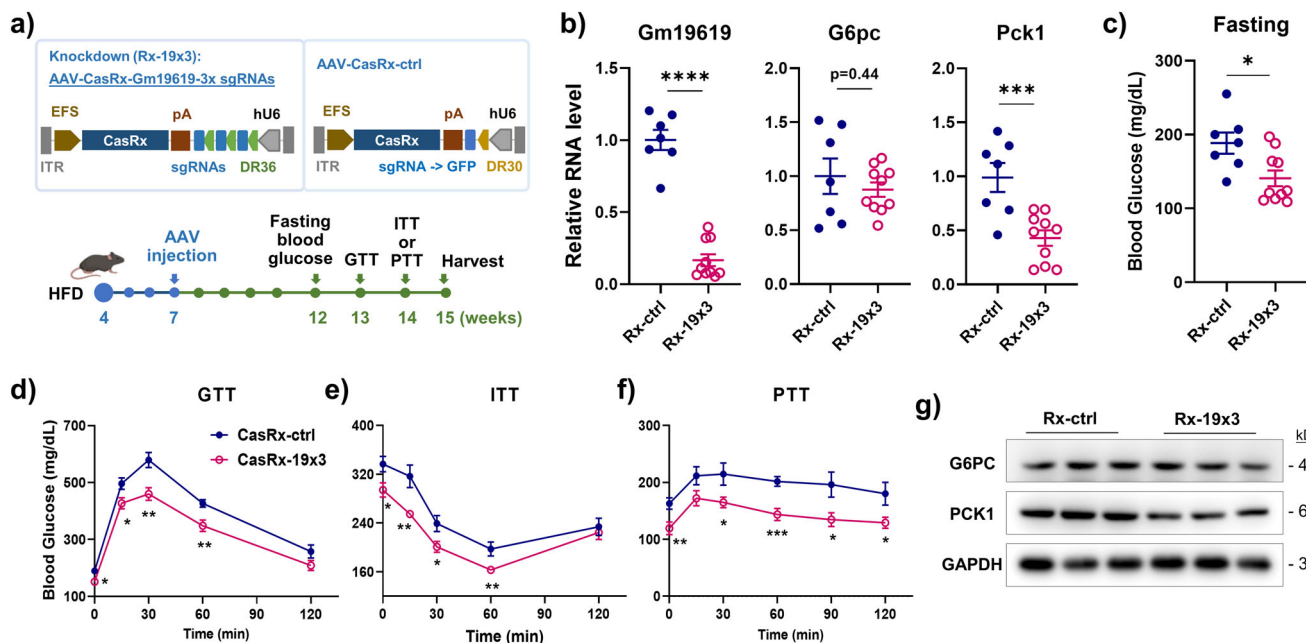 a)
Knockdown (Rx-19x3):
AAV-CasRx-Gm19619-3x sgRNAs
EFS
pA
hU6
CasRx
ITR
sgRNAs
DR36
AAV-CasRx-ctrl
EFS
pA
hU6
CasRx
ITR
sgRNA -> GFP
DR30
AAV
injection
Fasting
blood
glucose
GTT
ITT
or
PTT
Harvest
HFD
4
7
12
13
14
15 (weeks)
b)
Gm19619
G6pc
Pck1
Relative RNA level
1.5
1.0
0.5
0.0
****
Rx-ctrl
Rx-19x3
2.0
1.5
1.0
0.5
0.0
p=0.44
Rx-ctrl
Rx-19x3
2.0
1.5
1.0
0.5
0.0
***
Rx-ctrl
Rx-19x3
c)
Fasting
Blood Glucose (mg/dL)
300
200
100
0
*
Rx-ctrl
Rx-19x3
d)
GTT
Blood Glucose (mg/dL)
700
500
300
100
CasRx-ctrl
CasRx-19x3
*
*
**
**
0
30
60
120
Time (min)
e)
ITT
400
320
240
160
*
**
*
**
0
30
60
120
Time (min)
f)
PTT
300
200
100
0
**
*
***
*
*
0
30
60
90
120
Time (min)
g)
Rx-ctrl
Rx-19x3
G6PC
- 4
PCK1
- 6
GAPDH
- 3